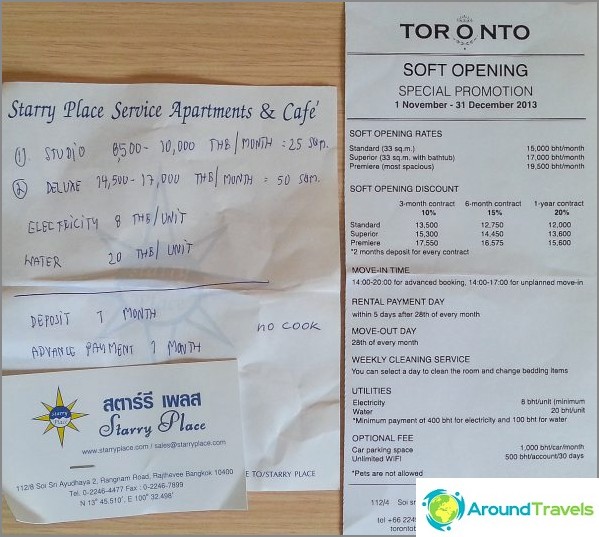 Starry Place Service Apartments & Café
①. STUDIO 8,500 - 10,000 THB/MONTH = 25 sqm.
② DELUXE 14,500 - 17,000 THB/MONTH = 50 sqm.
ELECTRICITY 8 THB/UNIT
WATER 20 THB/UNIT
DEPOSIT 1 MONTH
NO COOK
ADVANCE PAYMENT 1 MONTH
E TO/STARRY PLACE
Starry Place
สตาร์รี เพลส
Starry Place
www.starryplace.com / sales@starryplace.com
112/8 Soi Sri Ayudhaya 2, Rangnam Road, Rajthevee Bangkok 10400
Tel. 0-2246-4477 Fax : 0-2246-7899
N 13° 45.510', E 100° 32.498'
TORONTO
SOFT OPENING
SPECIAL PROMOTION
1 November - 31 December 2013
SOFT OPENING RATES
Standard (33 sq.m.) 15,000 bht/month
Superior (33 sq.m. with bathtub) 17,000 bht/month
Premiere (most spacious) 19,500 bht/month
SOFT OPENING DISCOUNT
3-month contract 6-month contract 1-year contract
10% 15% 20%
Standard 13,500 12,750 12,000
Superior 15,300 14,450 13,600
Premiere 17,550 16,575 15,600
*2 months deposit for every contract
MOVE-IN TIME
14:00-20:00 for advanced booking, 14:00-17:00 for unplanned move-in
RENTAL PAYMENT DAY
within 5 days after 28th of every month
MOVE-OUT DAY
28th of every month
WEEKLY CLEANING SERVICE
You can select a day to clean the room and change bedding items
UTILITIES
Electricity 8 bht/unit (minimum
Water 20 bht/unit
*Minimum payment of 400 bht for electricity and 100 bht for water
OPTIONAL FEE
Car parking space 1,000 bht/car/month
Unlimited WIFI 500 bht/account/30 days
*Pets are not allowed
112/4 Soi
tel +66 22
toronto
AroundTravels